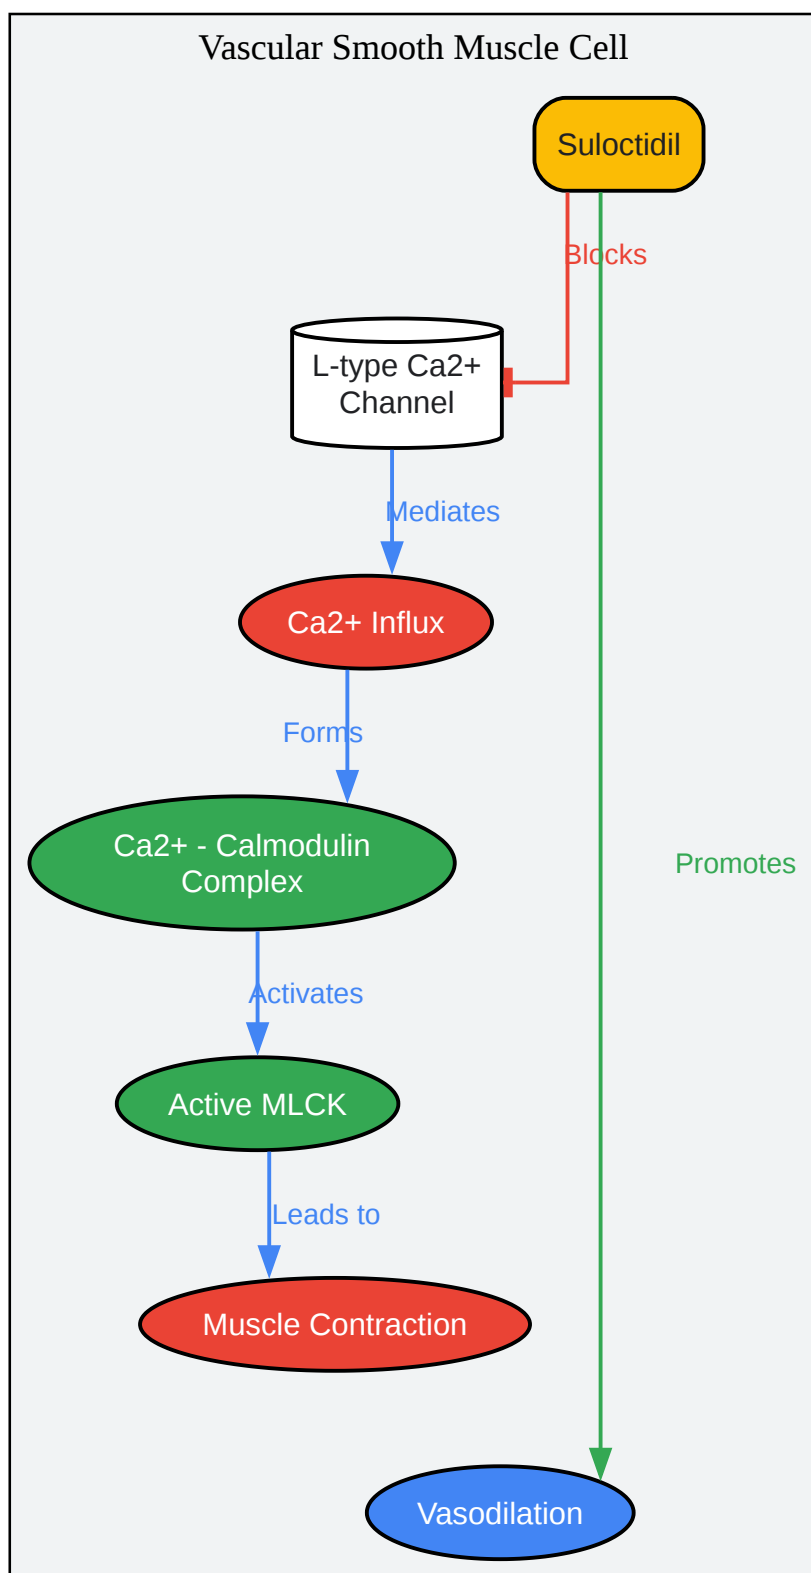 Vascular Smooth Muscle Cell
Suloctidil
Blocks
L-type Ca2+
Channel
Mediates
Ca2+ Influx
Forms
Ca2+ - Calmodulin
Complex
Promotes
Activates
Active MLCK
Leads to
Muscle Contraction
Vasodilation